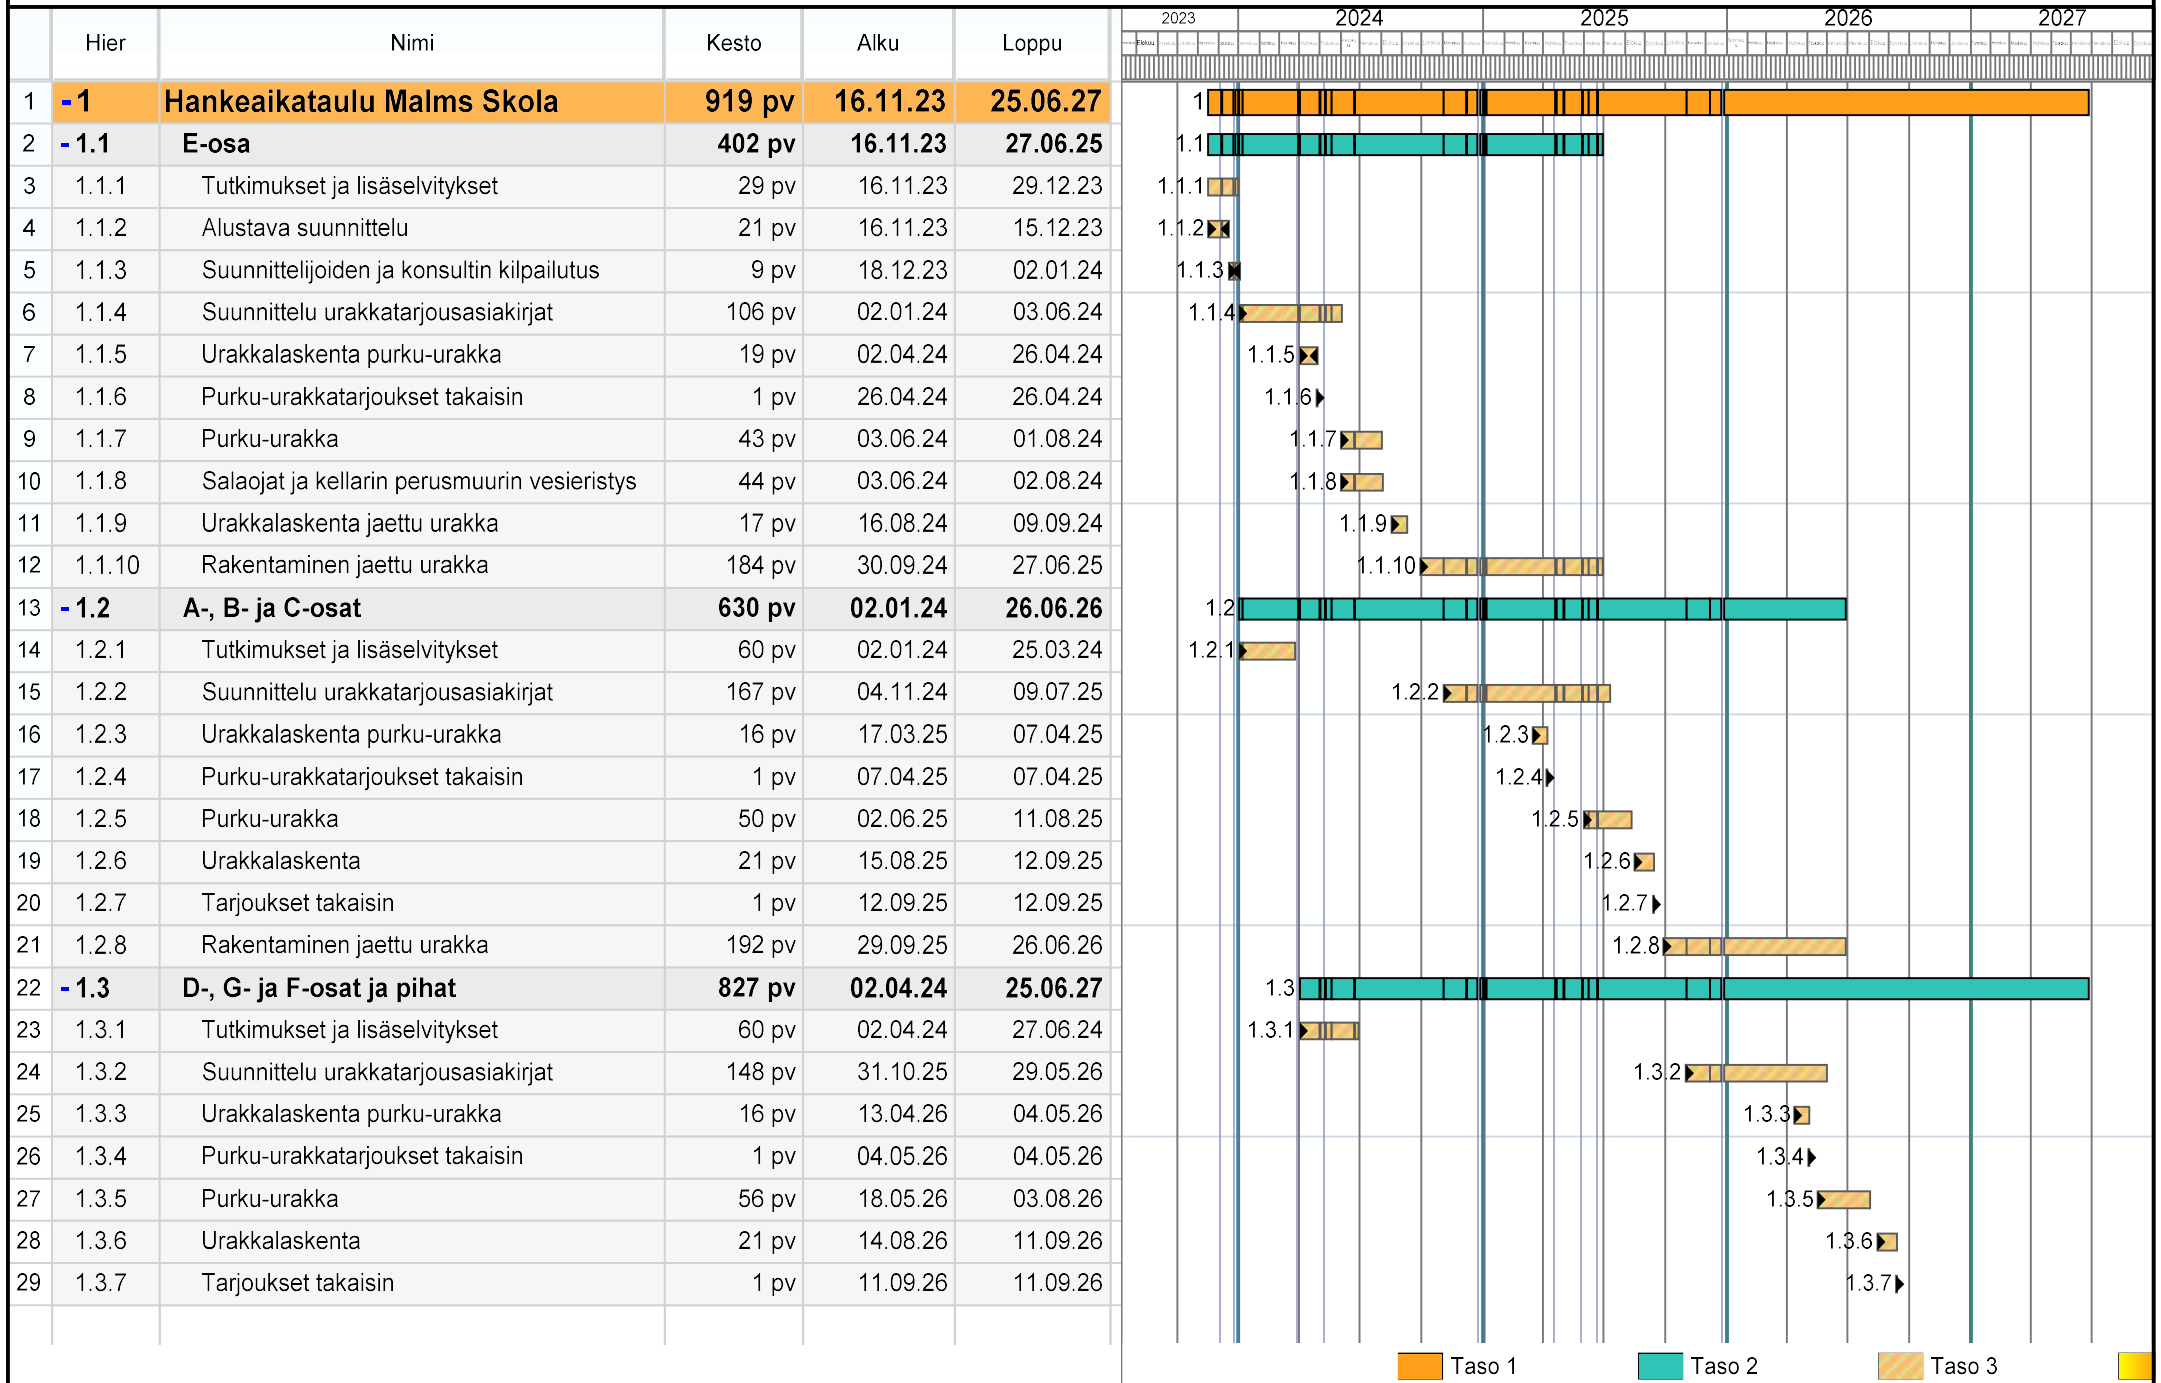 2023 2024 2025 2026 2027
Hier Nimi Kesto Alku Loppu
1 -1 Hankeaikataulu Malms Skola 919 pv 16.11.23 25.06.27 1
2 -1.1 E-osa 402 pv 16.11.23 27.06.25 1.1
3 1.1.1 Tutkimukset ja lisäselvitykset 29 pv 16.11.23 29.12.23 1.1.1
4 1.1.2 Alustava suunnittelu 21 pv 16.11.23 15.12.23 1.1.2
5 1.1.3 Suunnittelijoiden ja konsultin kilpailutus 9 pv 18.12.23 02.01.24 1.1.3
6 1.1.4 Suunnittelu urakkatarjousasiakirjat 106 pv 02.01.24 03.06.24 1.1.4
7 1.1.5 Urakkalaskenta purku-urakka 19 pv 02.04.24 26.04.24 1.1.5
8 1.1.6 Purku-urakkatarjoukset takaisin 1 pv 26.04.24 26.04.24 1.1.6
9 1.1.7 Purku-urakka 43 pv 03.06.24 01.08.24 1.1.7
10 1.1.8 Salaojat ja kellarin perusmuurin vesieristys 44 pv 03.06.24 02.08.24 1.1.8
11 1.1.9 Urakkalaskenta jaettu urakka 17 pv 16.08.24 09.09.24 1.1.9
12 1.1.10 Rakentaminen jaettu urakka 184 pv 30.09.24 27.06.25 1.1.10
13 -1.2 A-, B- ja C-osat 630 pv 02.01.24 26.06.26 1.2
14 1.2.1 Tutkimukset ja lisäselvitykset 60 pv 02.01.24 25.03.24 1.2.1
15 1.2.2 Suunnittelu urakkatarjousasiakirjat 167 pv 04.11.24 09.07.25 1.2.2
16 1.2.3 Urakkalaskenta purku-urakka 16 pv 17.03.25 07.04.25 1.2.3
17 1.2.4 Purku-urakkatarjoukset takaisin 1 pv 07.04.25 07.04.25 1.2.4
18 1.2.5 Purku-urakka 50 pv 02.06.25 11.08.25 1.2.5
19 1.2.6 Urakkalaskenta 21 pv 15.08.25 12.09.25 1.2.6
20 1.2.7 Tarjoukset takaisin 1 pv 12.09.25 12.09.25 1.2.7
21 1.2.8 Rakentaminen jaettu urakka 192 pv 29.09.25 26.06.26 1.2.8
22 -1.3 D-, G- ja F-osat ja pihat 827 pv 02.04.24 25.06.27 1.3
23 1.3.1 Tutkimukset ja lisäselvitykset 60 pv 02.04.24 27.06.24 1.3.1
24 1.3.2 Suunnittelu urakkatarjousasiakirjat 148 pv 31.10.25 29.05.26 1.3.2
25 1.3.3 Urakkalaskenta purku-urakka 16 pv 13.04.26 04.05.26 1.3.3
26 1.3.4 Purku-urakkatarjoukset takaisin 1 pv 04.05.26 04.05.26 1.3.4
27 1.3.5 Purku-urakka 56 pv 18.05.26 03.08.26 1.3.5
28 1.3.6 Urakkalaskenta 21 pv 14.08.26 11.09.26 1.3.6
29 1.3.7 Tarjoukset takaisin 1 pv 11.09.26 11.09.26 1.3.7
Taso 1 Taso 2 Taso 3